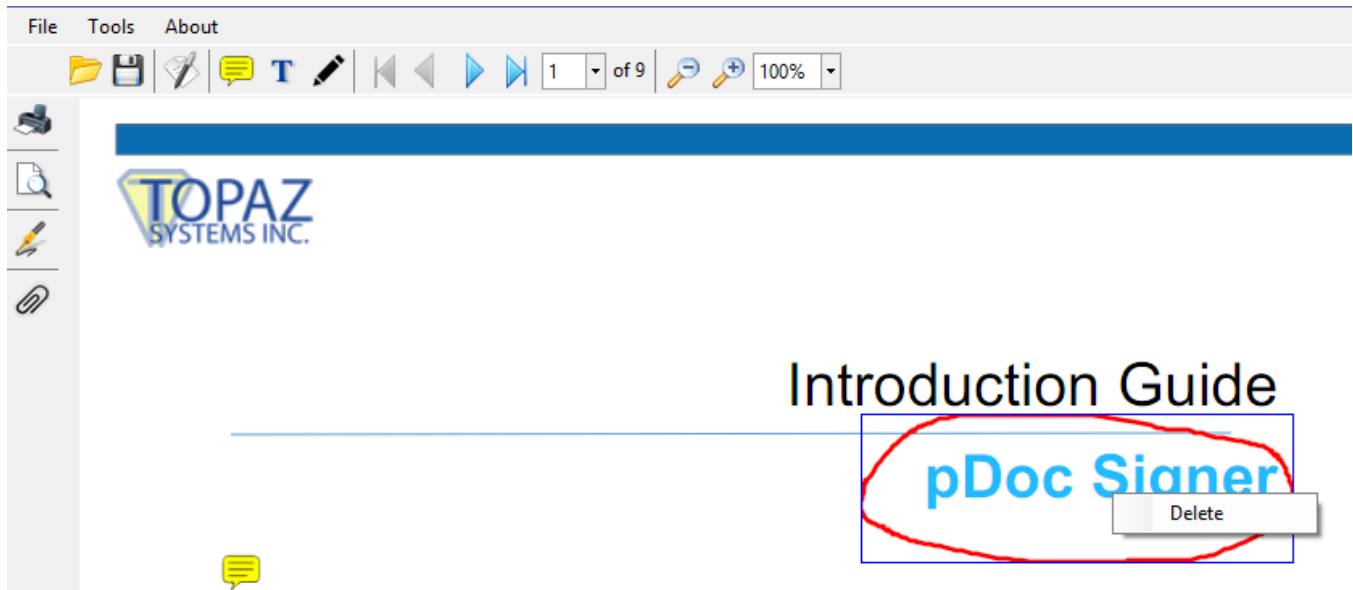 File Tools About
T 1 of 9 100%
TOPAZ
SYSTEMS INC.
Introduction Guide
pDoc Signer
Delete